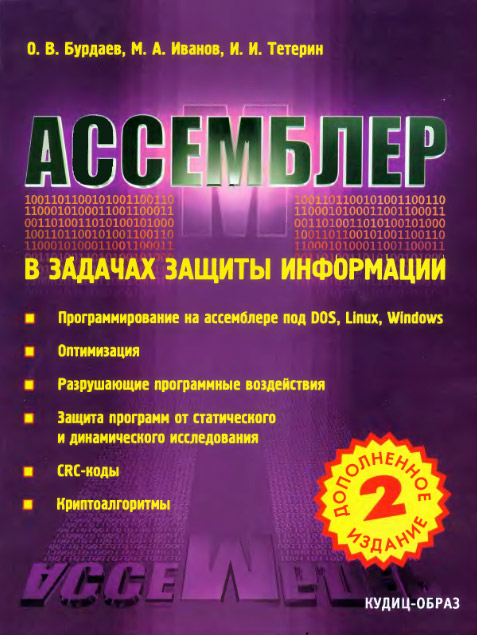 О. В. Бурдаев, М. А. Иванов, И. И. Тетерин
АССЕМБЛЕР
1001101100101001100110 1001101100101001100110
1100010100011001100011 1100010100011001100011
0011010011010100101000 0011010011010100101000
1001101100101001100110 1001101100101001100110
1100010100011001100011 1100010100011001100011
В ЗАДАЧАХ ЗАЩИТЫ ИНФОРМАЦИИ
Программирование на ассемблере под DOS, Linux, Windows
Оптимизация
Разрушающие программные воздействия
Защита программ от статического
и динамического исследования
CRC-коды
Криптоалгоритмы
ДОПОЛНЕННОЕ
2
ИЗДАНИЕ
КУДИЦ-ОБРАЗ